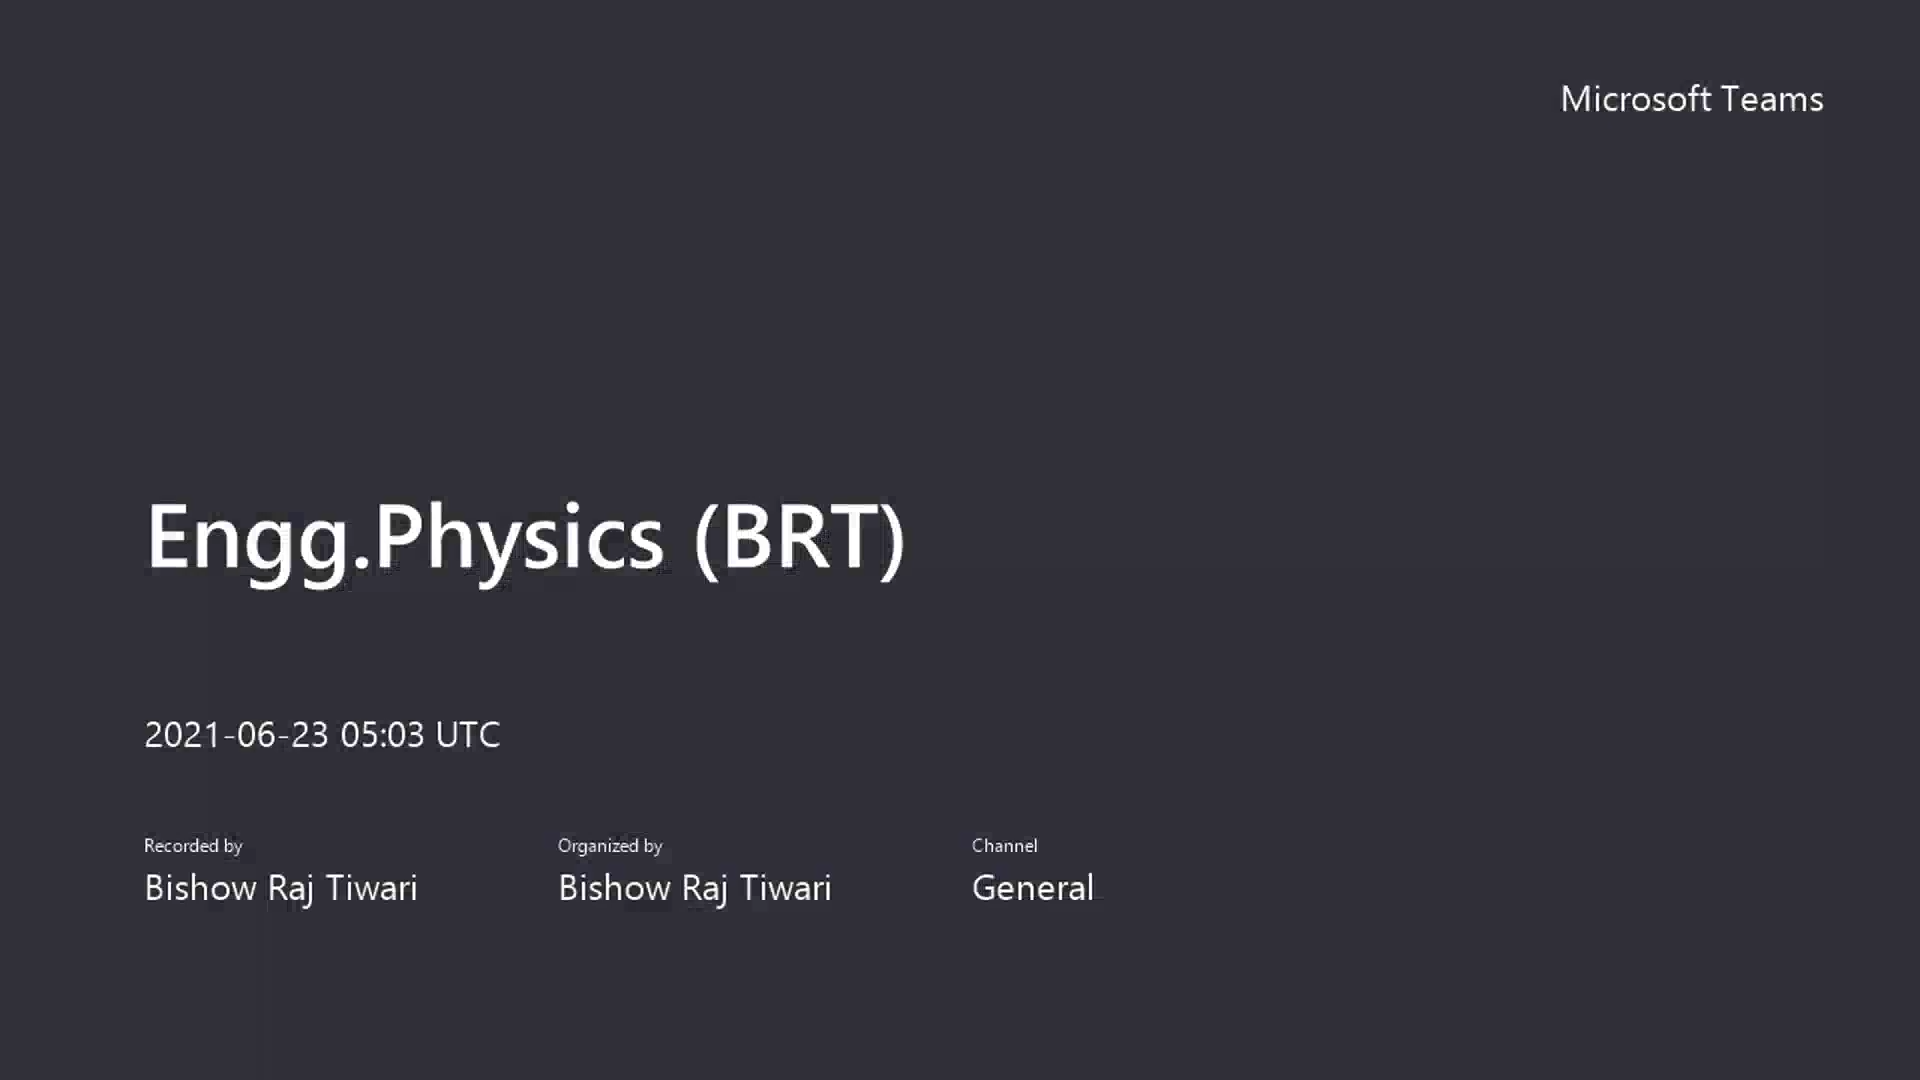 Microsoft Teams
Engg.Physics (BRT)
2021-06-23 05:03 UTC
Recorded by
Bishow Raj Tiwari
Organized by
Bishow Raj Tiwari
Channel
General